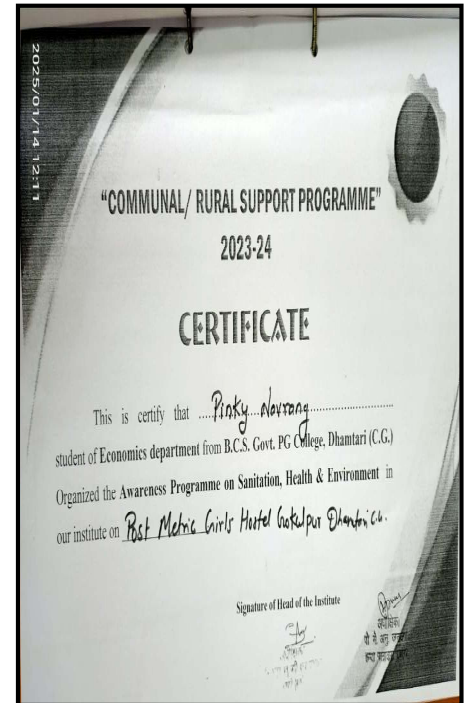 2025/01/14 12:11
"COMMUNAL/ RURAL SUPPORT PROGRAMME"
2023-24
CERTIFICATE
This is certify that ....Pinky...Navrang..............................
student of Economics department from B.C.S. Govt. PG College, Dhamtari (C.G.)
Organized the Awareness Programme on Sanitation, Health & Environment in
our institute on Post Metric Girls Hostel Gokulpur Dhamtari C.G.
Signature of Head of the Institute